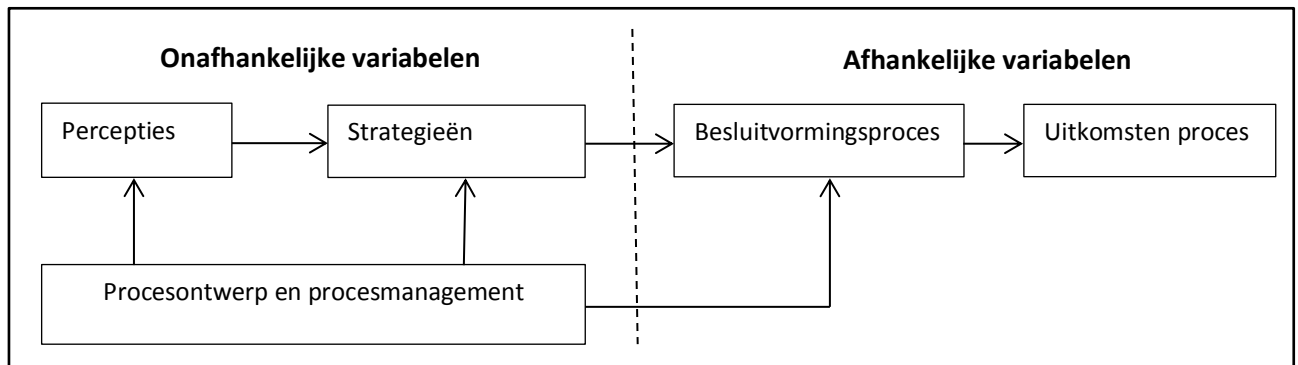 Onafhankelijke variabelen
Afhankelijke variabelen
Percepties
Strategieën
Besluitvormingsproces
Uitkomsten proces
Procesontwerp en procesmanagement